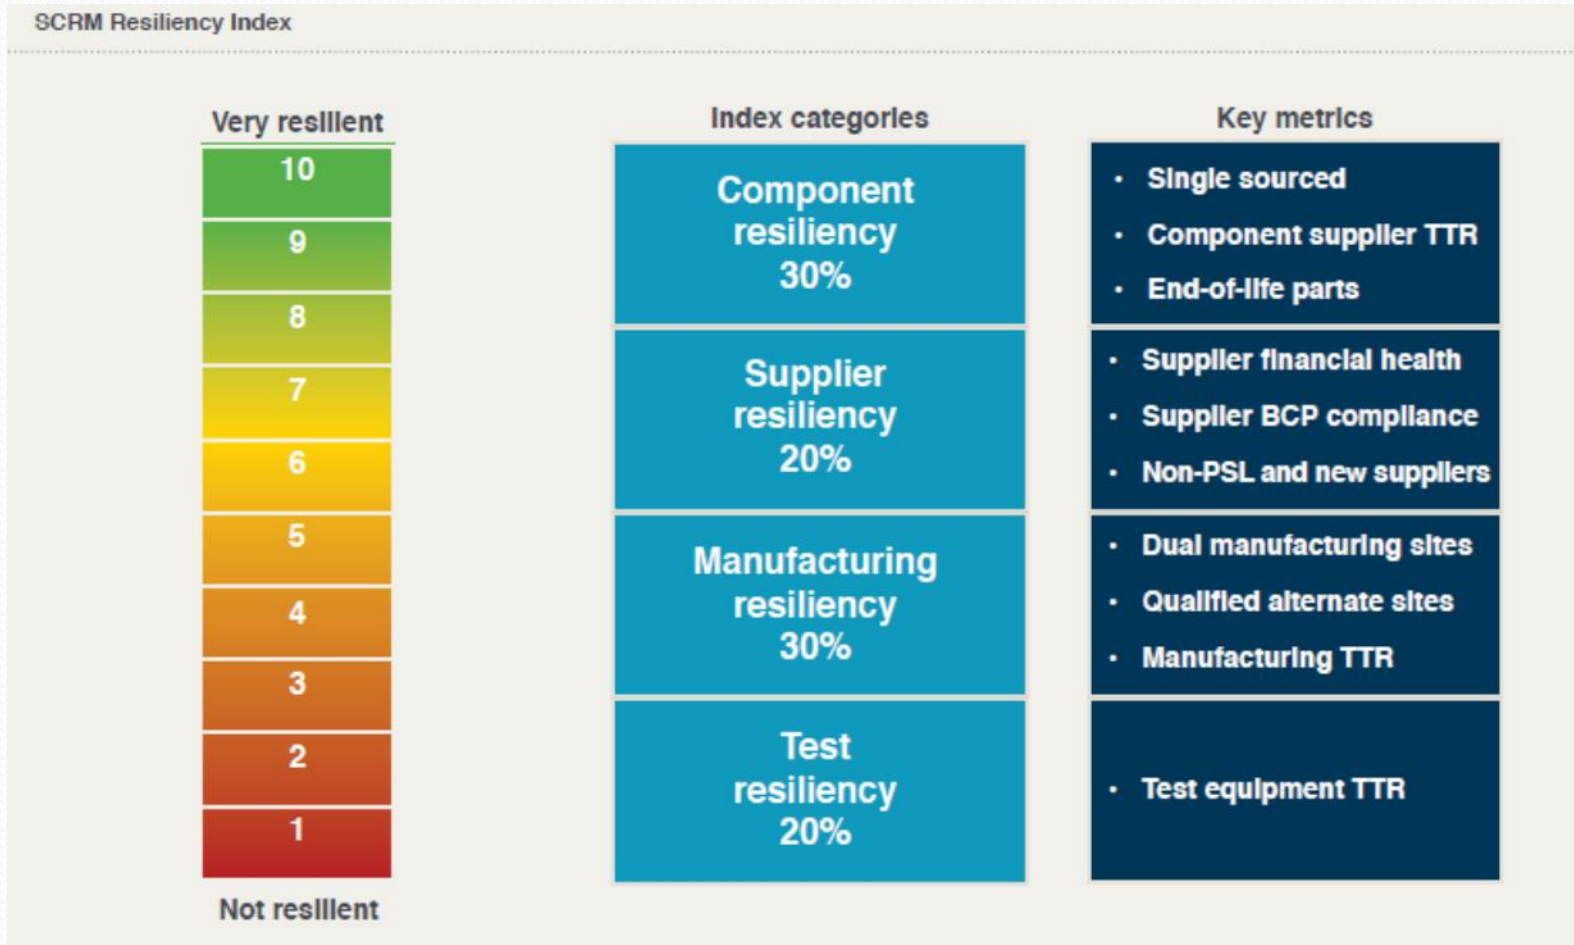 SCRM Resiliency Index
Very resilient
10
9
8
7
6
5
4
3
2
1
Not resilient
Index categories
Component
resiliency
30%
Supplier
resiliency
20%
Manufacturing
resiliency
30%
Test
resiliency
20%
Key metrics
• Single sourced
• Component supplier TTR
• End-of-life parts
• Supplier financial health
• Supplier BCP compliance
• Non-PSL and new suppliers
• Dual manufacturing sites
• Qualified alternate sites
• Manufacturing TTR
• Test equipment TTR